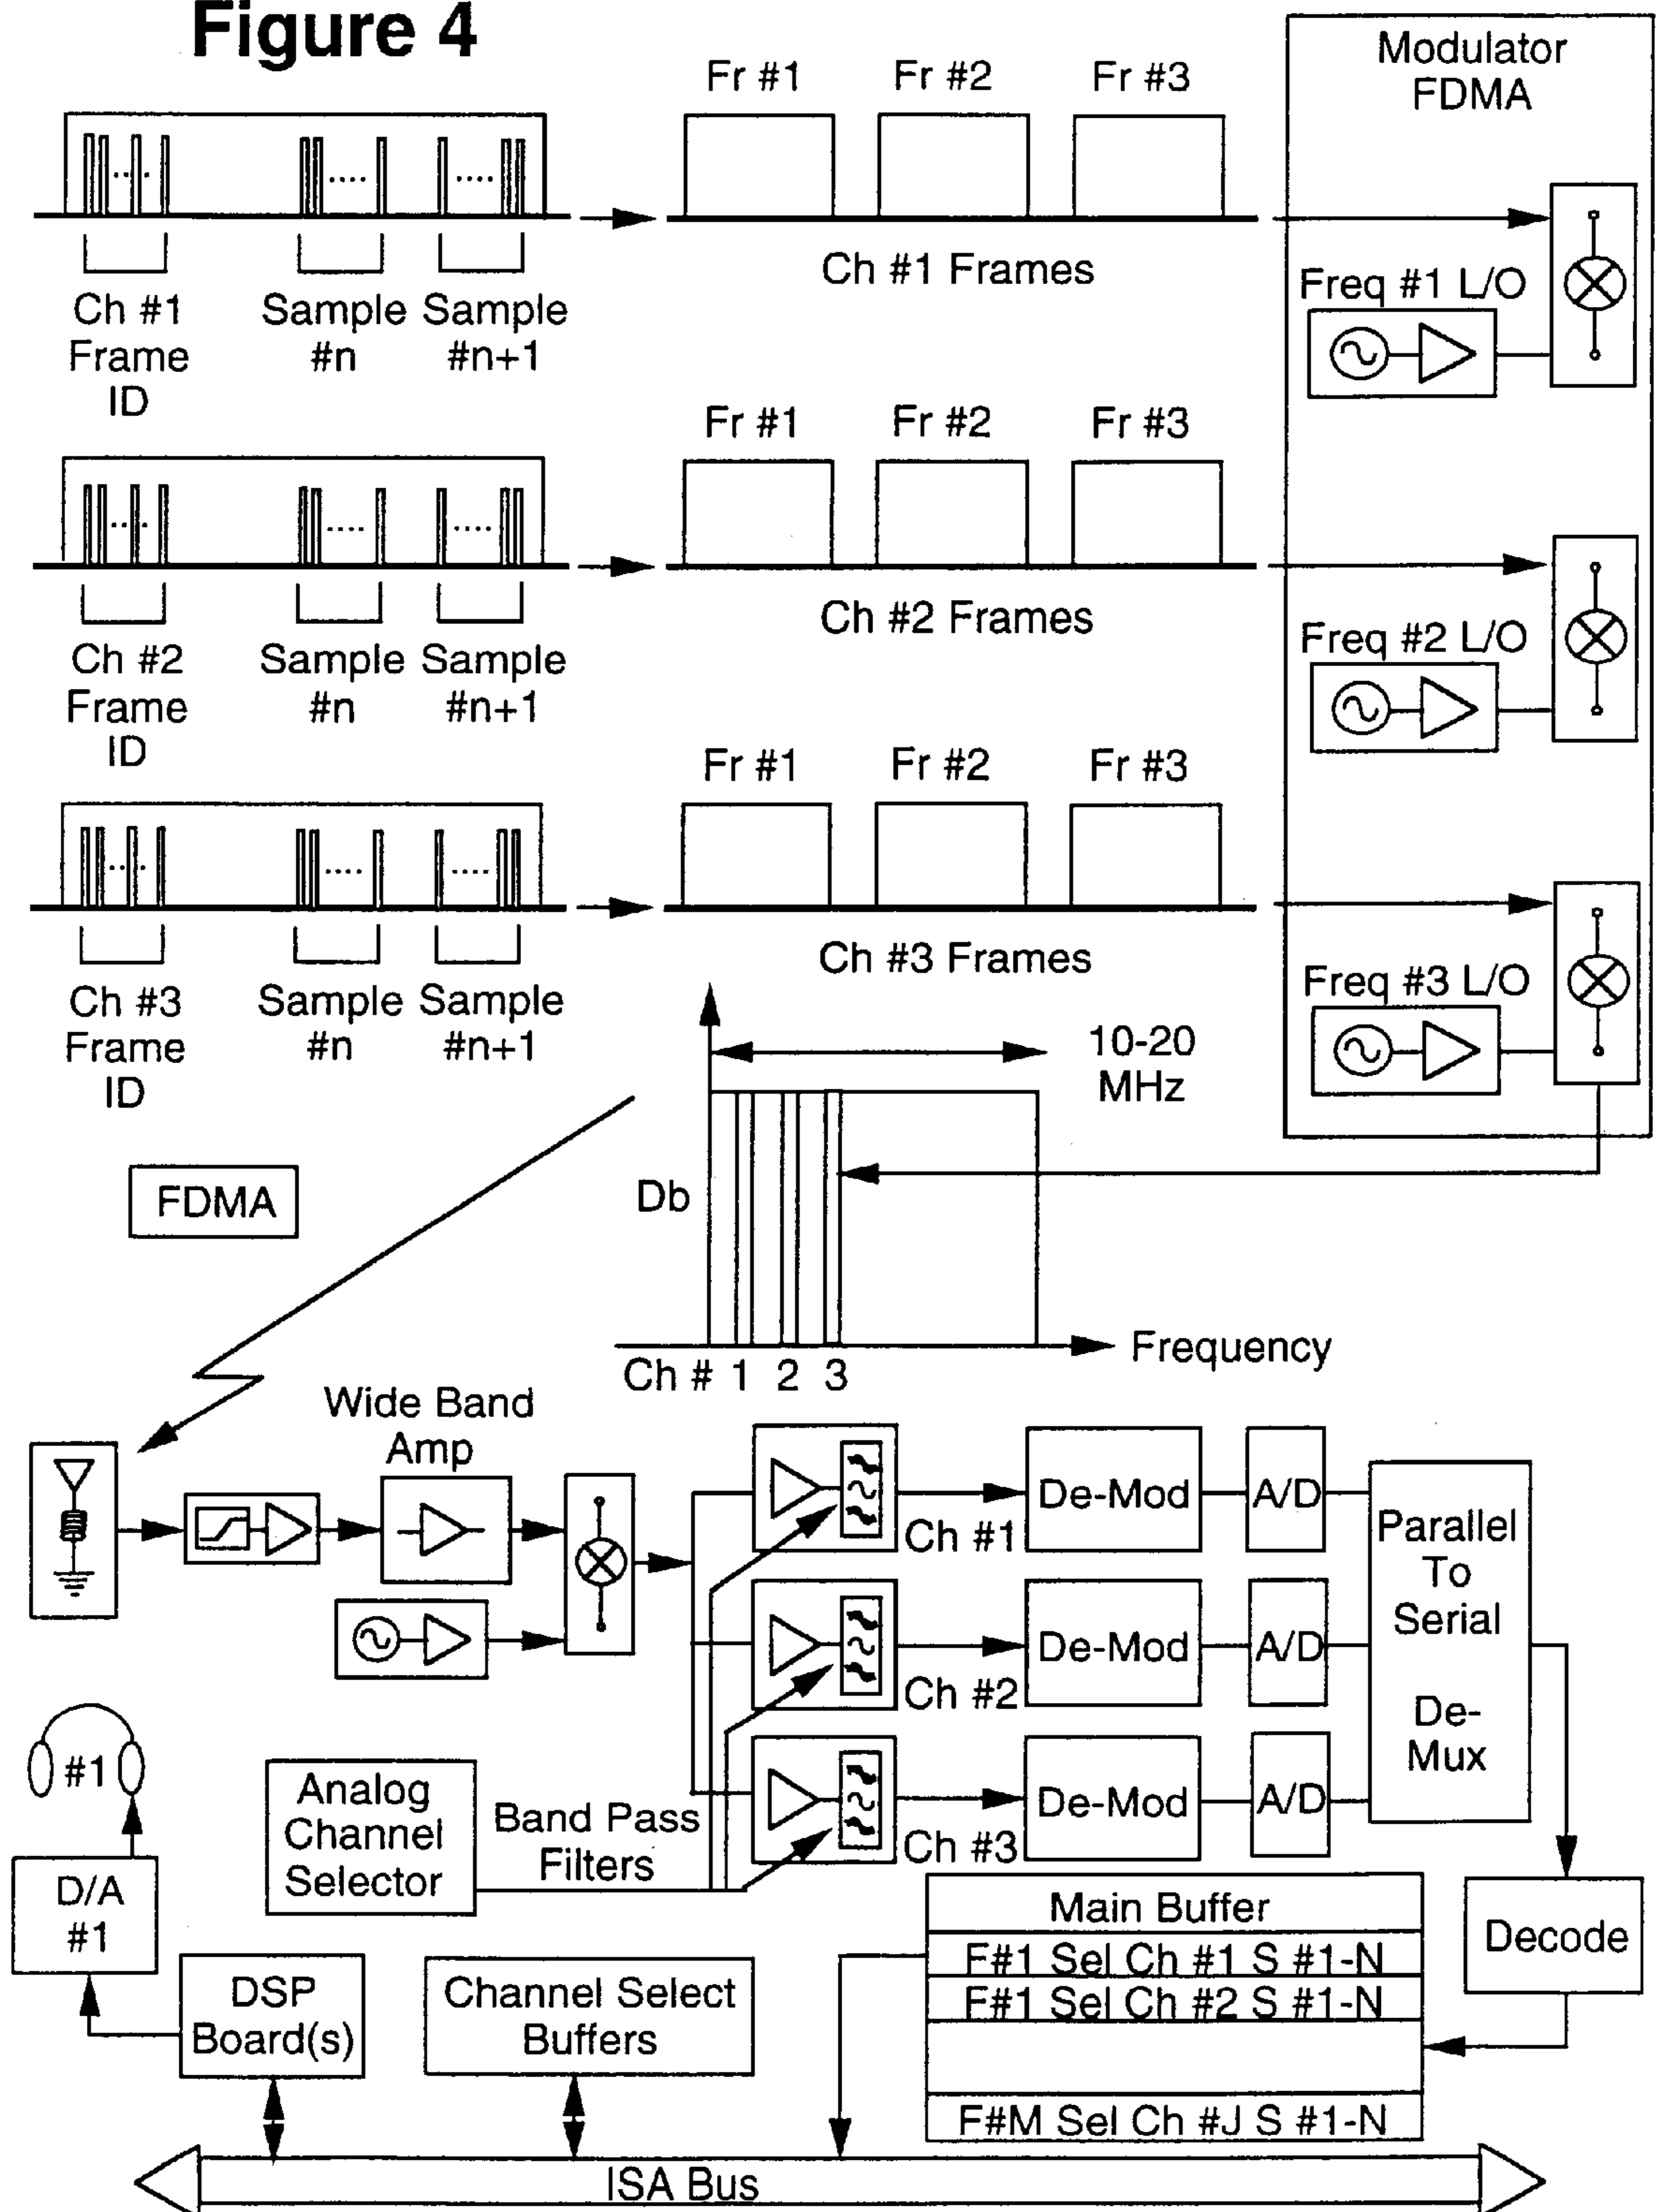 Figure 4
Modulator
FDMA
Fr #1 Fr #2 Fr #3
Ch #1 Frames
Ch #1
Frame
ID
Sample
#n
Sample
#n+1
Freq #1 L/O
Fr #1 Fr #2 Fr #3
Ch #2 Frames
Ch #2
Frame
ID
Sample
#n
Sample
#n+1
Freq #2 L/O
Fr #1 Fr #2 Fr #3
Ch #3 Frames
Ch #3
Frame
ID
Sample
#n
Sample
#n+1
Freq #3 L/O
10-20
MHz
FDMA
Db
Frequency
Ch # 1 2 3
Wide Band
Amp
Ch #1
De-Mod
A/D
Ch #2
De-Mod
A/D
Ch #3
De-Mod
A/D
Parallel
To
Serial
De-
Mux
#1
Analog
Channel
Selector
Band Pass
Filters
D/A
#1
DSP
Board(s)
Channel Select
Buffers
Main Buffer
F#1 Sel Ch #1 S #1-N
F#1 Sel Ch #2 S #1-N
F#M Sel Ch #J S #1-N
Decode
ISA Bus